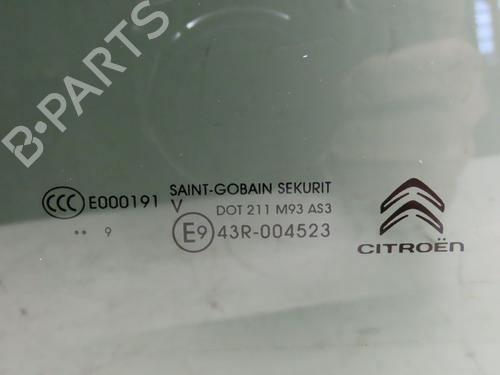 B-PARTS
CCC E000191 SAINT-GOBAIN SEKURIT
V DOT 211 M93 AS3
.. 9 E9 43R-004523
CITROËN